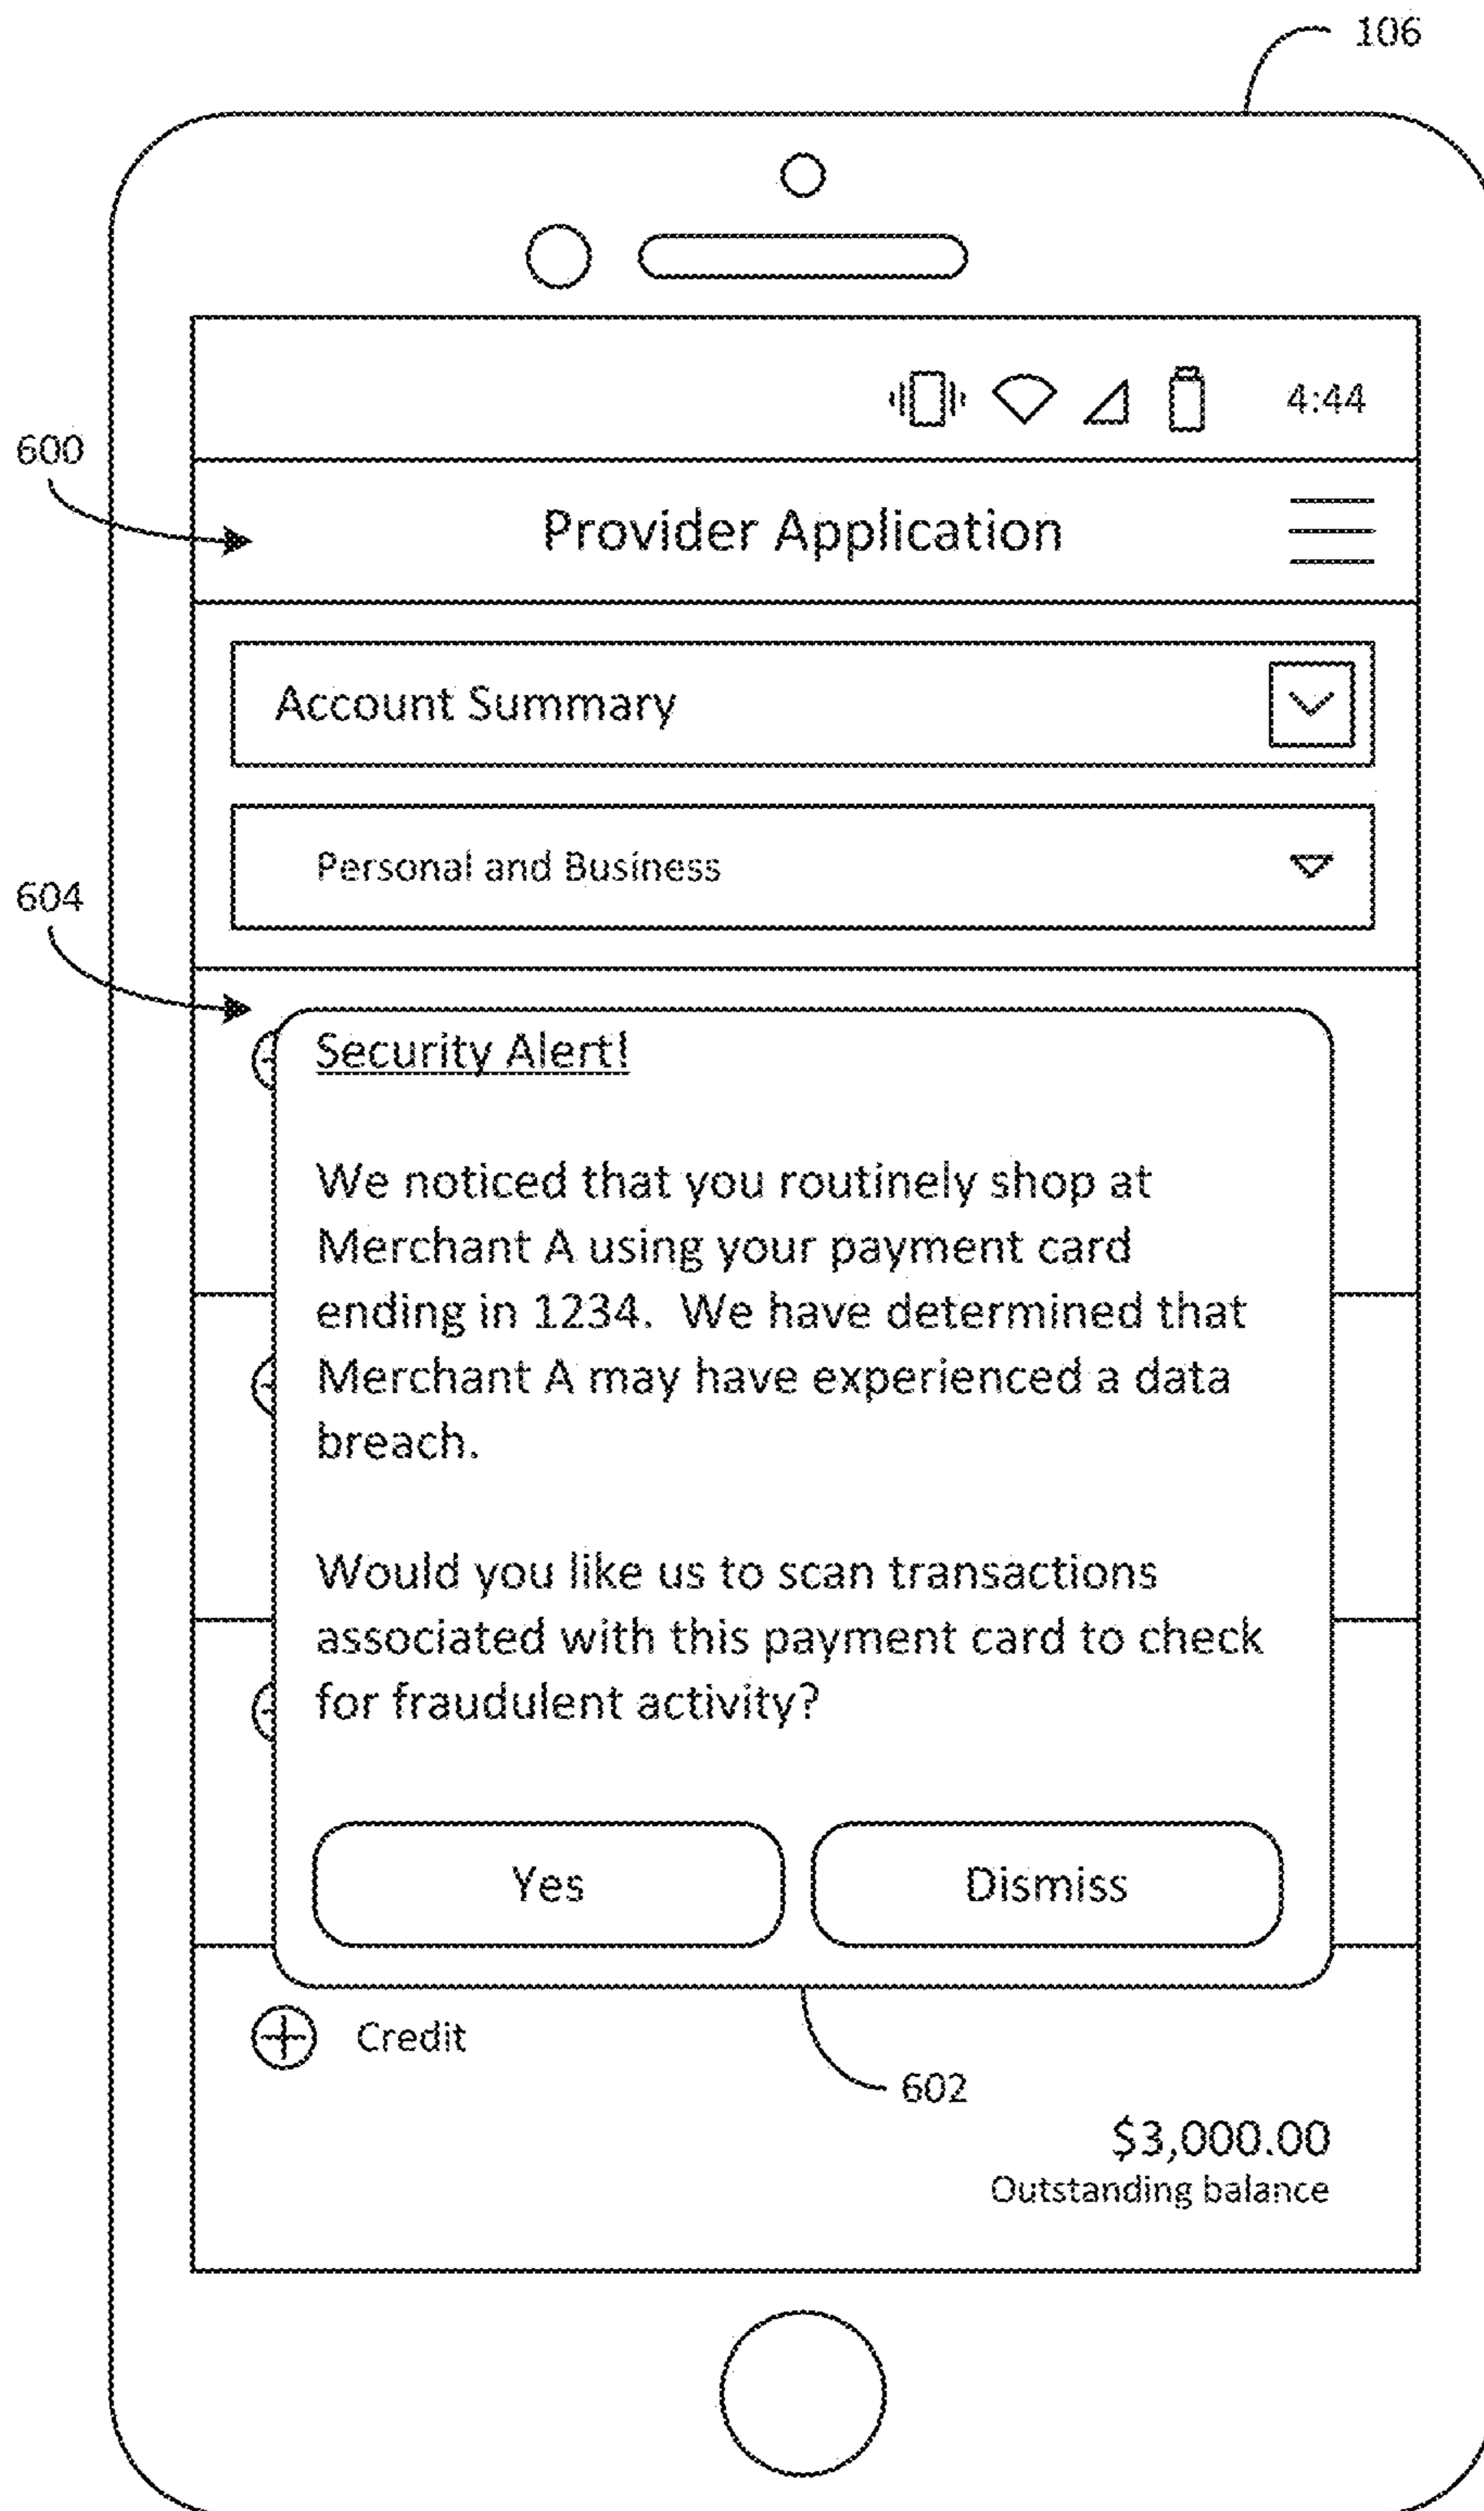 106
4:44
600
Provider Application
Account Summary
Personal and Business
604
Security Alert!
We noticed that you routinely shop at
Merchant A using your payment card
ending in 1234.  We have determined that
Merchant A may have experienced a data
breach.
Would you like us to scan transactions
associated with this payment card to check
for fraudulent activity?
Yes
Dismiss
Credit
602
$3,000.00
Outstanding balance